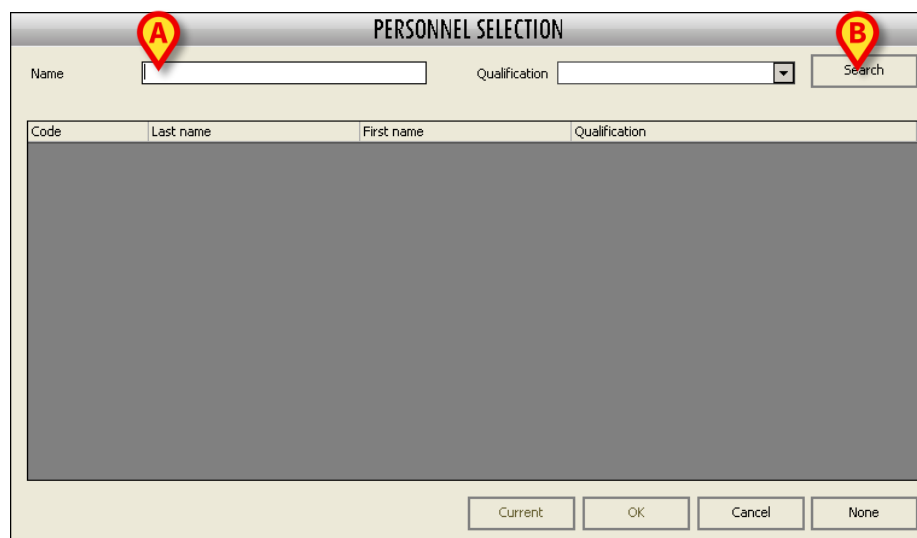 PERSONNEL SELECTION
A
B
Name
Qualification
Search
Code Last name First name Qualification
Current OK Cancel None